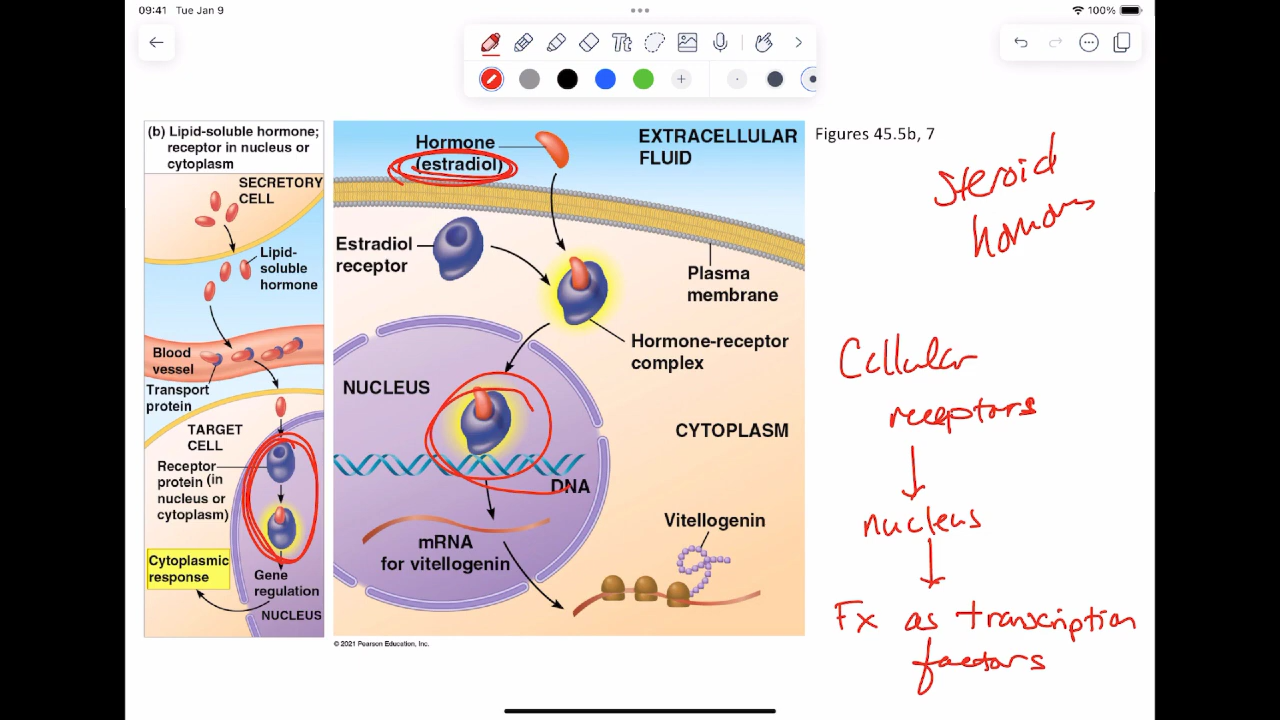 09:41 Tue Jan 9
100%
Tt
(b) Lipid-soluble hormone;
receptor in nucleus or
cytoplasm
SECRETORY
CELL
Lipid-
soluble
hormone
Blood
vessel
Transport
protein
TARGET
CELL
Receptor
protein (in
nucleus or
cytoplasm)
Cytoplasmic
response
Gene
regulation
NUCLEUS
Hormone
(estradiol)
EXTRACELLULAR
FLUID
Estradiol
receptor
Plasma
membrane
Hormone-receptor
complex
NUCLEUS
CYTOPLASM
DNA
mRNA
for vitellogenin
Vitellogenin
© 2021 Pearson Education, Inc.
Figures 45.5b, 7
Steroid
hormones
Cellular
receptors
nucleus
Fx as transcription
factors